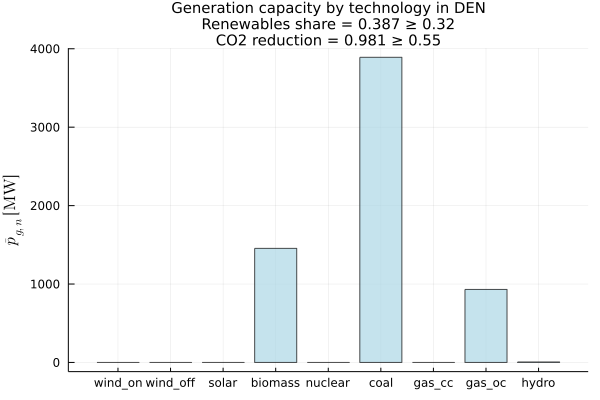 Generation capacity by technology in DEN
Renewables share = 0.387 ≥ 0.32
CO2 reduction = 0.981 ≥ 0.55
4000
3000
2000
1000
0
p̄_{g,n} [MW]
wind_on wind_off solar biomass nuclear coal gas_cc gas_oc hydro